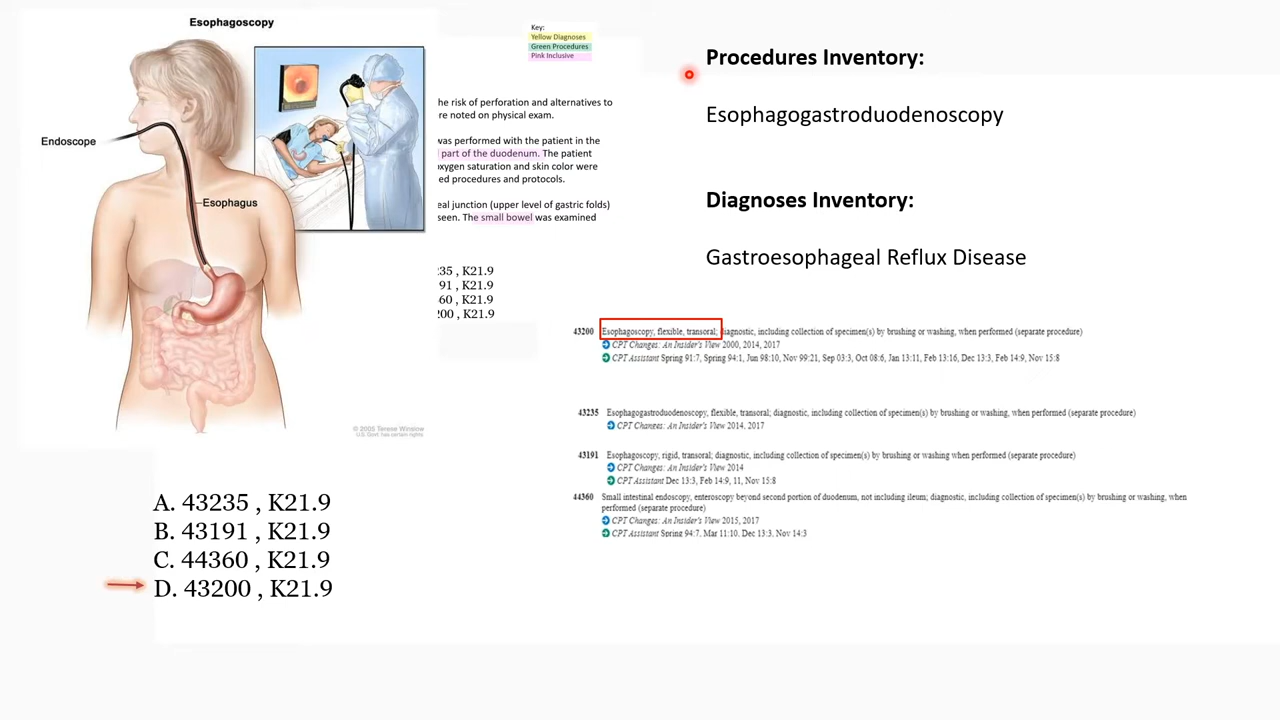 Esophagoscopy
Endoscope
Esophagus
© 2005 Terese Winslow
U.S. Govt. has certain rights
Key:
Yellow Diagnoses
Green Procedures
Pink Inclusive
he risk of perforation and alternatives to
re noted on physical exam.
was performed with the patient in the
part of the duodenum. The patient
oxygen saturation and skin color were
ed procedures and protocols.
eal junction (upper level of gastric folds)
seen. The small bowel was examined
35 , K21.9
91 , K21.9
60 , K21.9
00 , K21.9
A. 43235 , K21.9
B. 43191 , K21.9
C. 44360 , K21.9
D. 43200 , K21.9
Procedures Inventory:
Esophagogastroduodenoscopy
Diagnoses Inventory:
Gastroesophageal Reflux Disease
43200 Esophagoscopy, flexible, transoral; diagnostic, including collection of specimen(s) by brushing or washing, when performed (separate procedure)
CPT Changes: An Insider's View 2000, 2014, 2017
CPT Assistant Spring 91:7, Spring 94:1, Jun 98:10, Nov 99:21, Sep 03:3, Oct 08:6, Jan 13:11, Feb 13:16, Dec 13:3, Feb 14:9, Nov 15:8
43235 Esophagogastroduodenoscopy, flexible, transoral; diagnostic, including collection of specimen(s) by brushing or washing, when performed (separate procedure)
CPT Changes: An Insider's View 2014, 2017
43191 Esophagoscopy, rigid, transoral; diagnostic, including collection of specimen(s) by brushing or washing when performed (separate procedure)
CPT Changes: An Insider's View 2014
CPT Assistant Dec 13:3, Feb 14:9, 11, Nov 15:8
44360 Small intestinal endoscopy, enteroscopy beyond second portion of duodenum, not including ileum; diagnostic, including collection of specimen(s) by brushing or washing, when
performed (separate procedure)
CPT Changes: An Insider's View 2015, 2017
CPT Assistant Spring 94:7, Mar 11:10, Dec 13:3, Nov 14:3